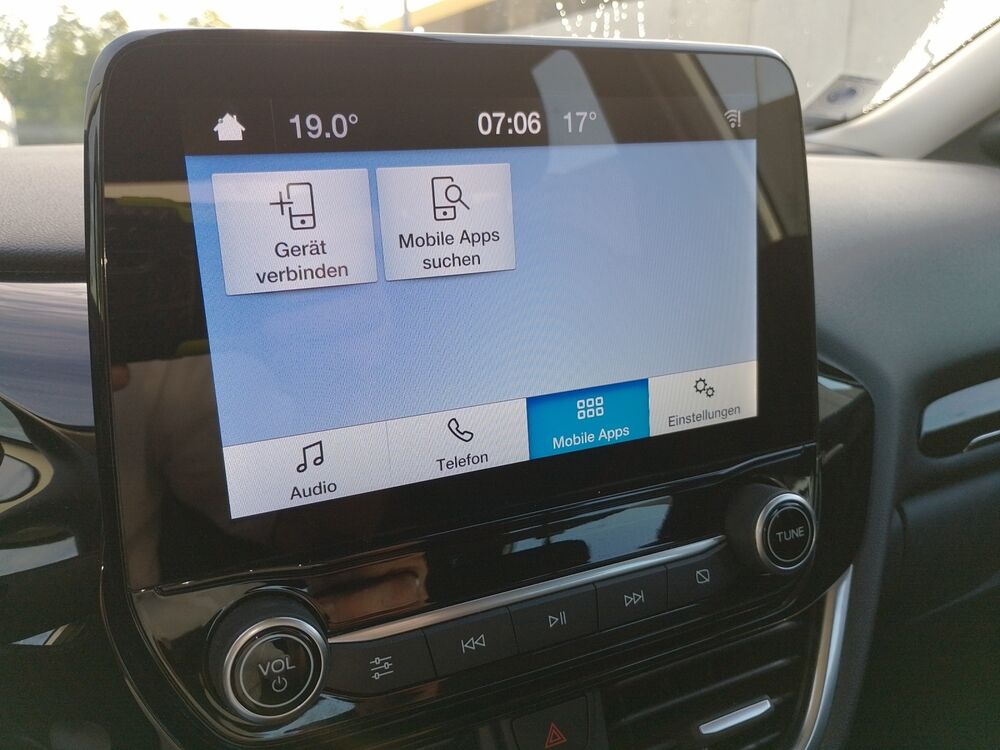 19.0° 07:06 17°
Gerät
verbinden
Mobile Apps
suchen
Audio
Telefon
Mobile Apps
Einstellungen
VOL
TUNE